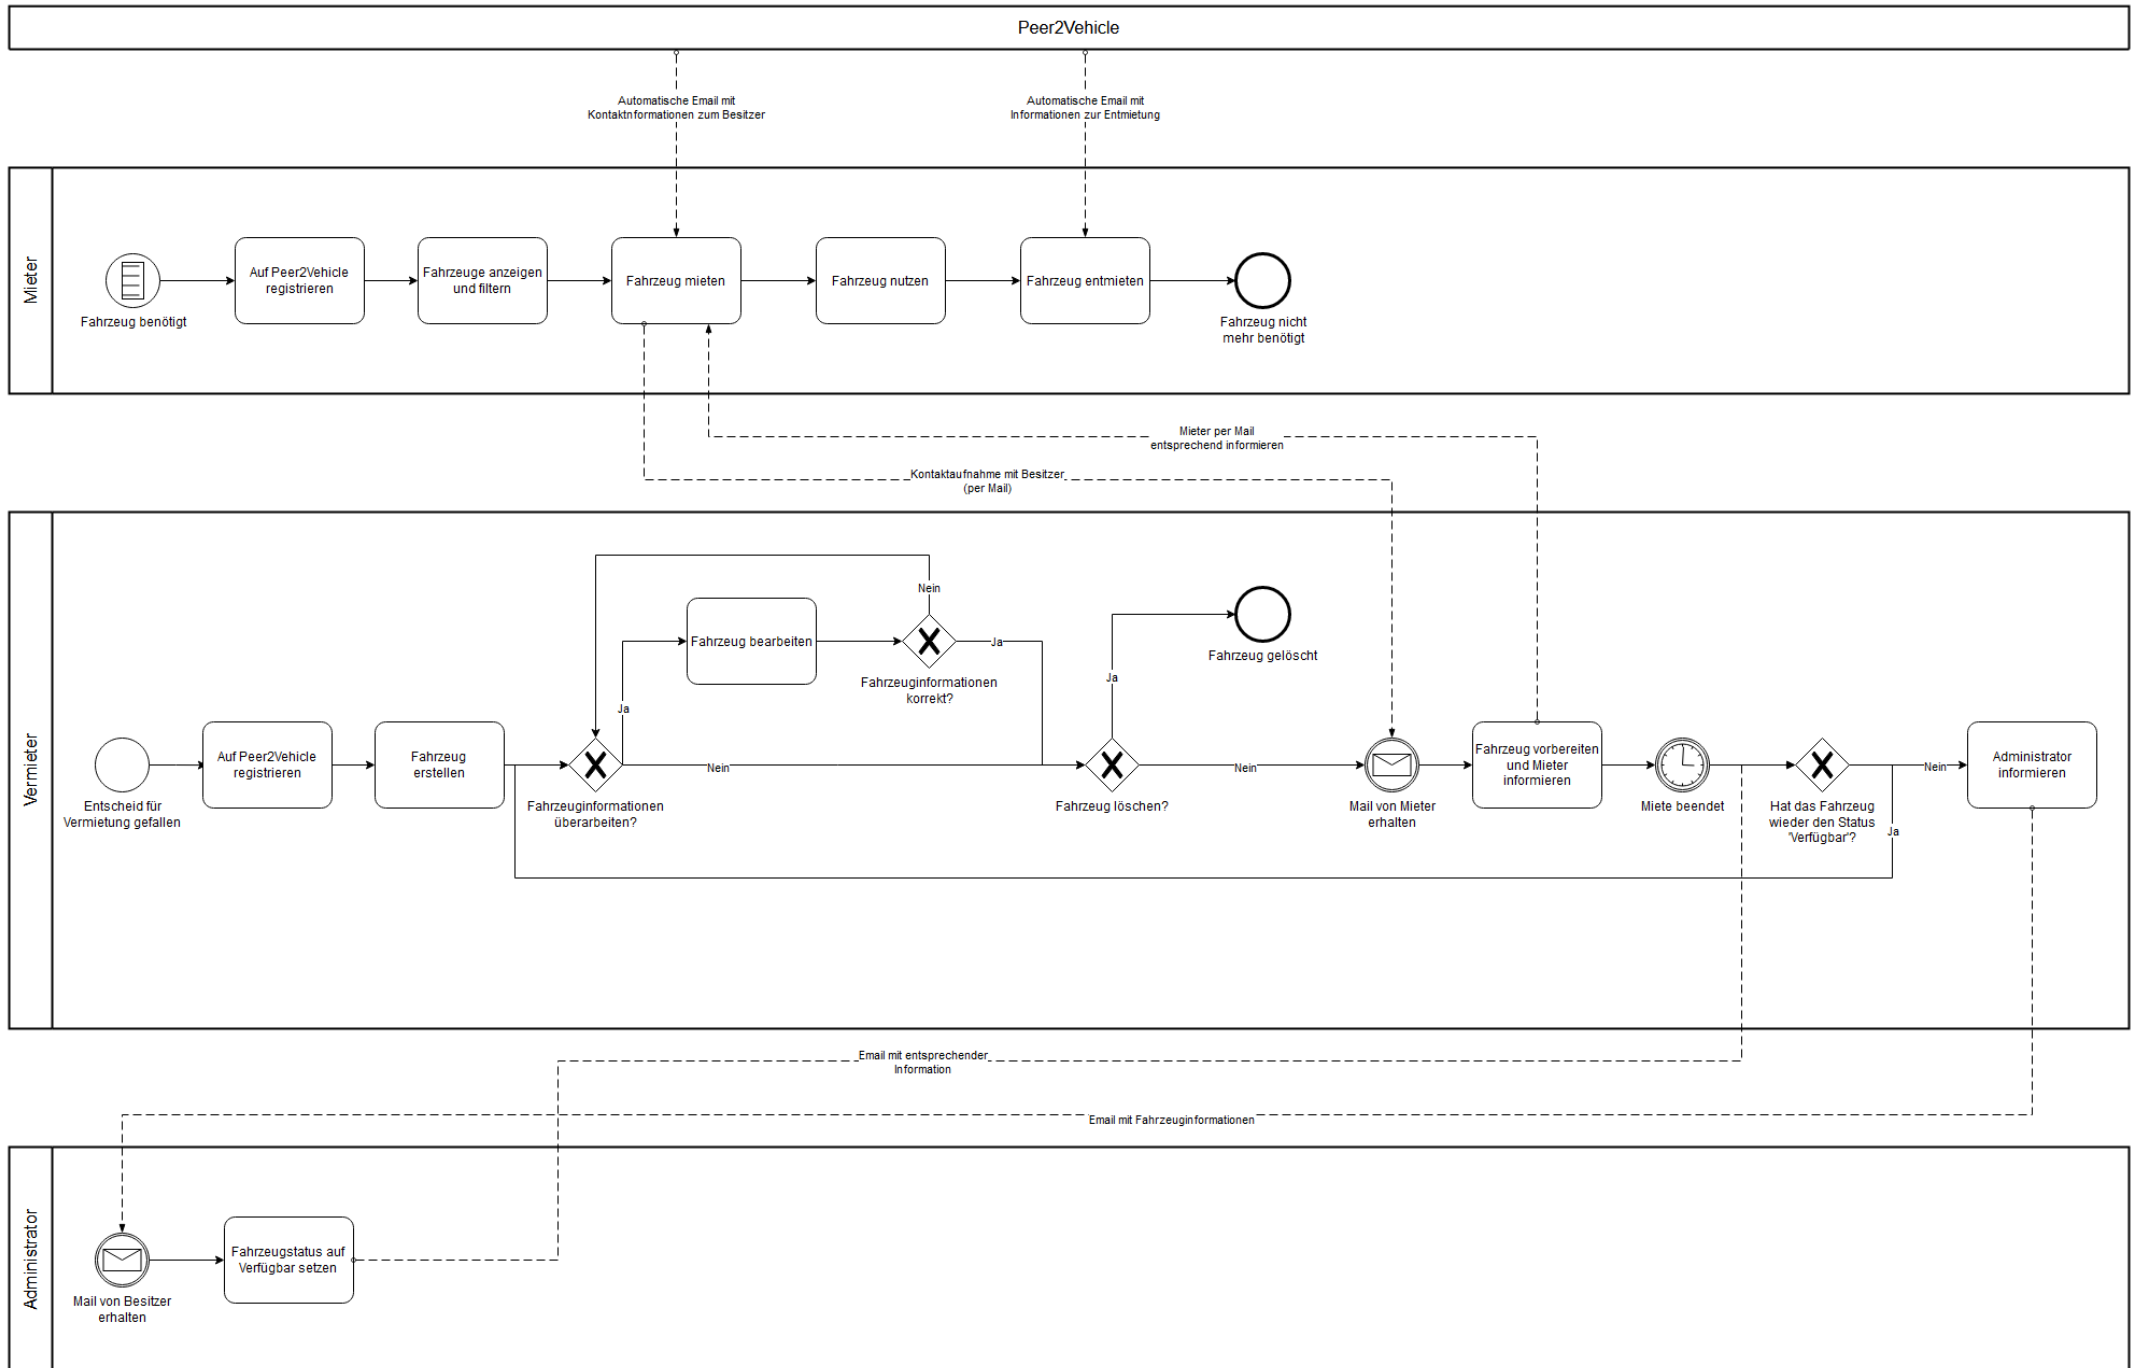 Peer2Vehicle
Automatische Email mit
Kontaktnformationen zum Besitzer
Automatische Email mit
Informationen zur Entmietung
Mieter
Fahrzeug benötigt
Auf Peer2Vehicle
registrieren
Fahrzeuge anzeigen
und filtern
Fahrzeug mieten
Fahrzeug nutzen
Fahrzeug entmieten
Fahrzeug nicht
mehr benötigt
Mieter per Mail
entsprechend informieren
Kontaktaufnahme mit Besitzer
(per Mail)
Vermieter
Entscheid für
Vermietung gefallen
Auf Peer2Vehicle
registrieren
Fahrzeug
erstellen
Fahrzeuginformationen
überarbeiten?
Ja
Nein
Fahrzeug bearbeiten
Fahrzeuginformationen
korrekt?
Nein
Ja
Fahrzeug löschen?
Ja
Fahrzeug gelöscht
Nein
Mail von Mieter
erhalten
Fahrzeug vorbereiten
und Mieter
informieren
Miete beendet
Hat das Fahrzeug
wieder den Status
'Verfügbar'?
Nein
Ja
Administrator
informieren
Email mit entsprechender
Information
Email mit Fahrzeuginformationen
Administrator
Mail von Besitzer
erhalten
Fahrzeugstatus auf
Verfügbar setzen